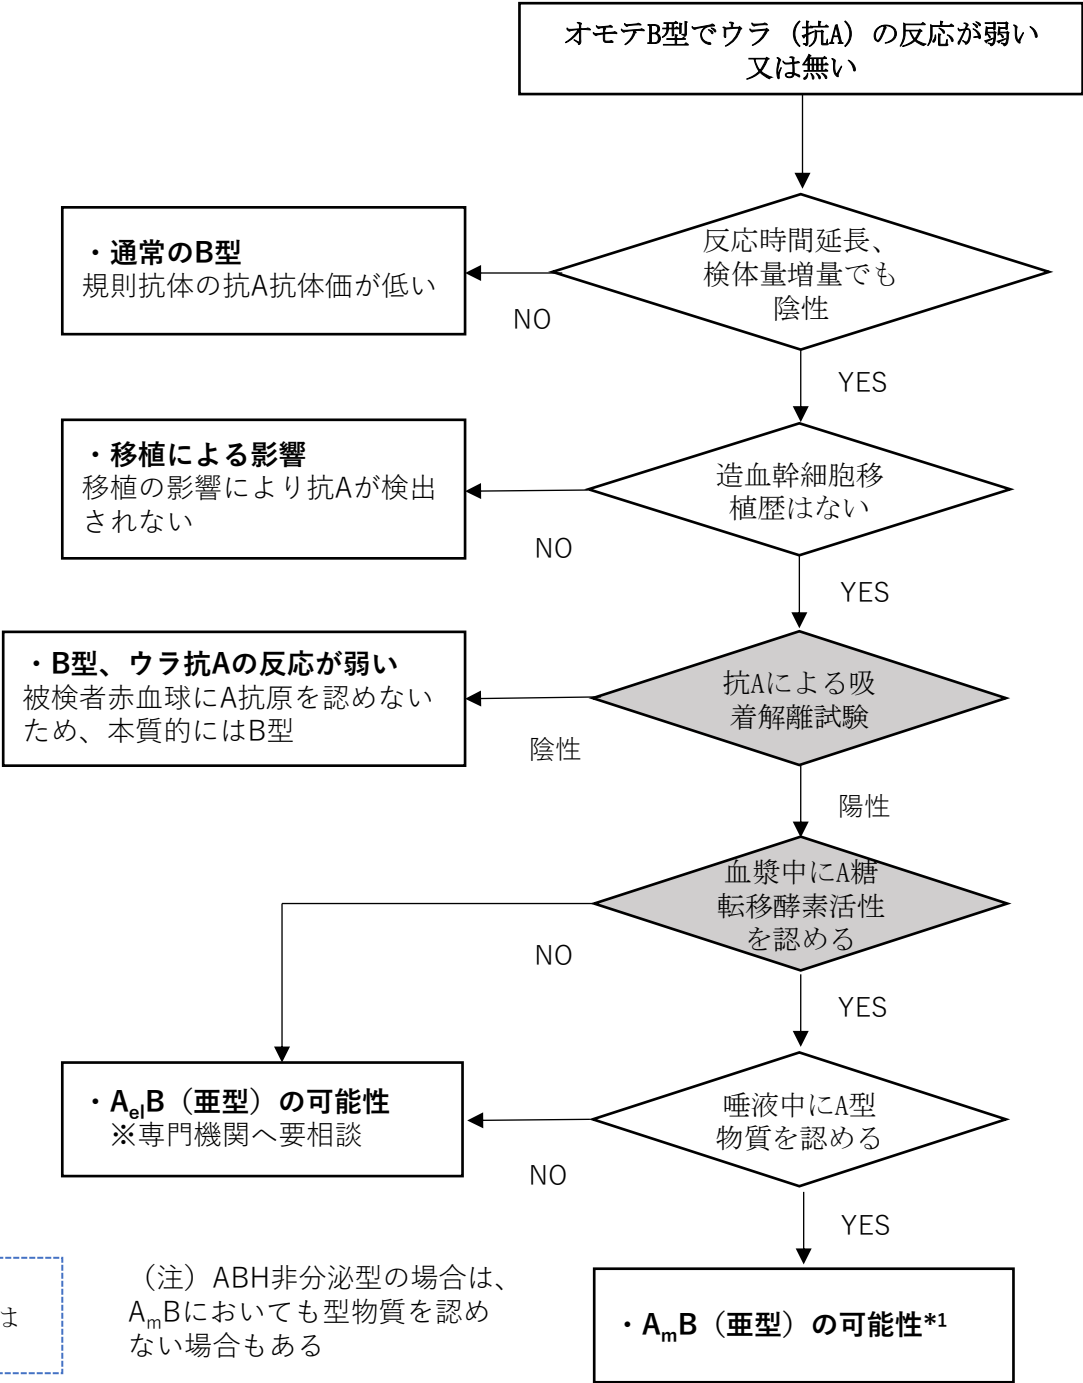 オモテB型でウラ（抗A）の反応が弱い
又は無い
反応時間延長、
検体量増量でも
陰性
・通常のB型
規則抗体の抗A抗体価が低い
NO
YES
造血幹細胞移
植歴はない
・移植による影響
移植の影響により抗Aが検出
されない
NO
YES
抗Aによる吸
着解離試験
・B型、ウラ抗Aの反応が弱い
被検者赤血球にA抗原を認めない
ため、本質的にはB型
陰性
陽性
血漿中にA糖
転移酵素活性
を認める
NO
YES
唾液中にA型
物質を認める
・AelB（亜型）の可能性
※専門機関へ要相談
NO
YES
・AmB（亜型）の可能性*1
（注）ABH非分泌型の場合は、
AmBにおいても型物質を認め
ない場合もある
は